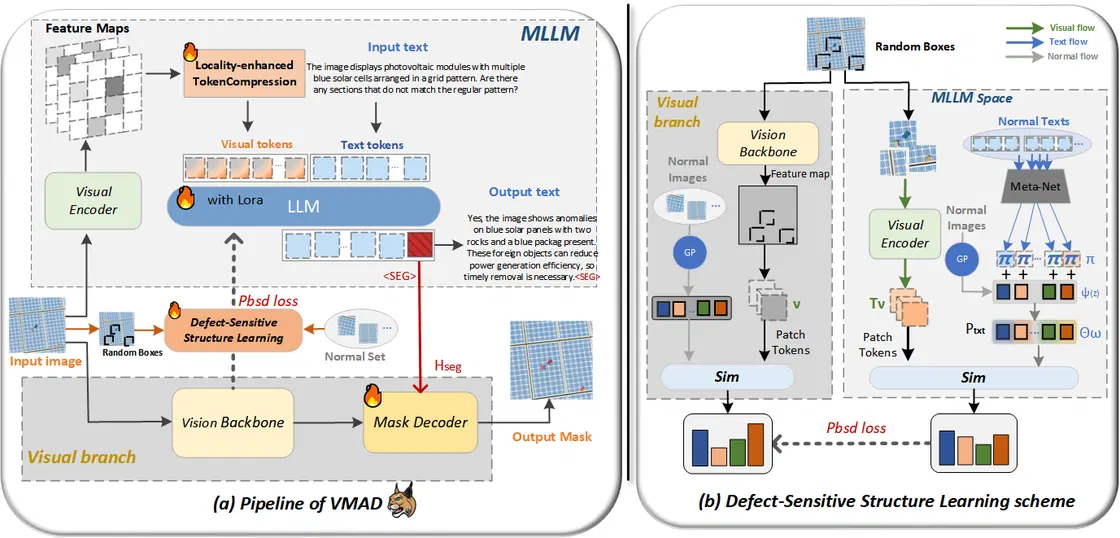 Feature Maps
MLLM
Locality-enhanced
TokenCompression
Input text
The image displays photovoltaic modules with multiple
blue solar cells arranged in a grid pattern. Are there
any sections that do not match the regular pattern?
Visual tokens
Text tokens
...
...
Visual
Encoder
with Lora
LLM
Output text
Yes, the image shows anomalies
on blue solar panels with two
rocks and a blue packag present.
These foreign objects can reduce
power generation efficiency, so
timely removal is necessary.<SEG>
...
...
<SEG>
Pbsd loss
Defect-Sensitive
Structure Learning
...
Input image
Random Boxes
Normal Set
Hseg
Vision Backbone
Mask Decoder
Output Mask
Visual branch
(a) Pipeline of VMAD
Random Boxes
Visual flow
Text flow
Normal flow
Visual
branch
Vision
Backbone
Normal
Images
...
Feature map
GP
...
v
Patch
Tokens
Sim
MLLM Space
Normal Texts
...
Meta-Net
Visual
Encoder
Normal
Images
GP
π π ... π π π
+ + + +
ψ(z)
Tv
Patch
Tokens
Ptxt
...
Θω
Sim
Pbsd loss
(b) Defect-Sensitive Structure Learning scheme